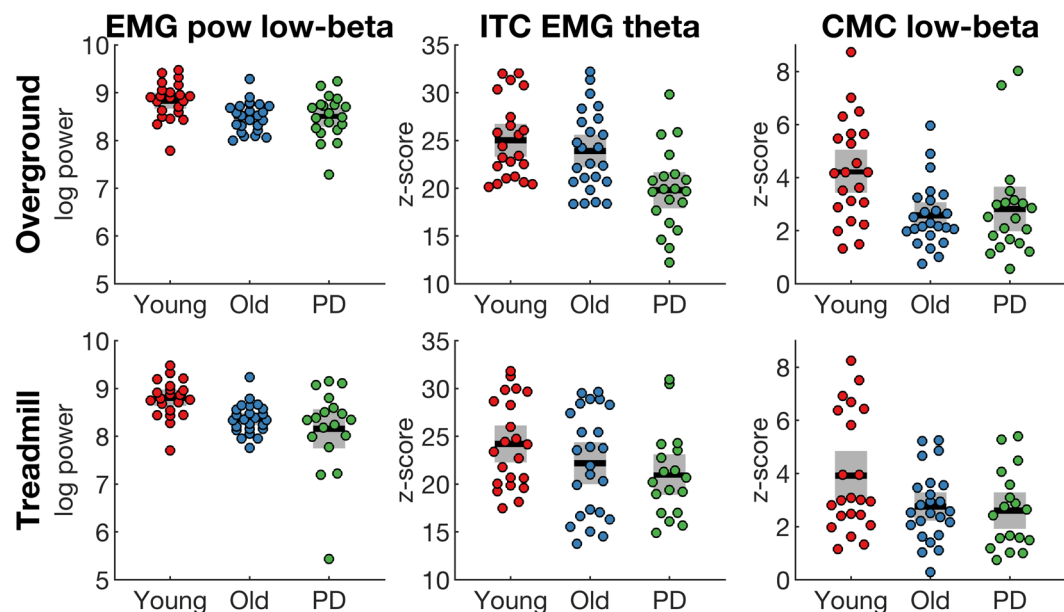 EMG pow low-beta
ITC EMG theta
CMC low-beta
Overground
log power
10
9
8
7
6
5
Young Old PD
z-score
35
30
25
20
15
10
Young Old PD
z-score
8
6
4
2
0
Young Old PD
Treadmill
log power
10
9
8
7
6
5
Young Old PD
z-score
35
30
25
20
15
10
Young Old PD
z-score
8
6
4
2
0
Young Old PD